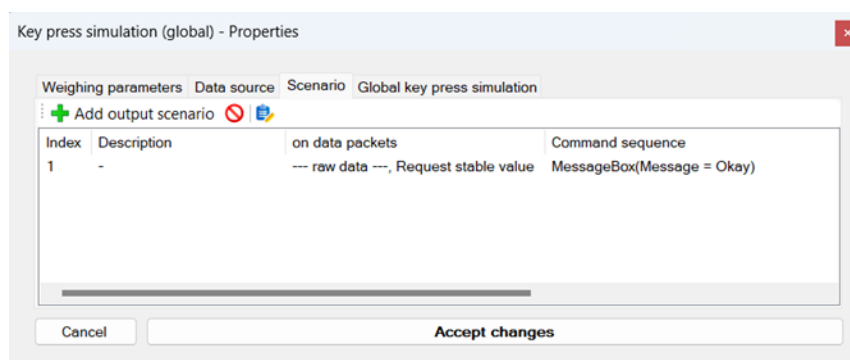 Key press simulation (global) - Properties
Weighing parameters Data source Scenario Global key press simulation
Add output scenario
Index Description on data packets Command sequence
1 - --- raw data ---, Request stable value MessageBox(Message = Okay)
Cancel Accept changes